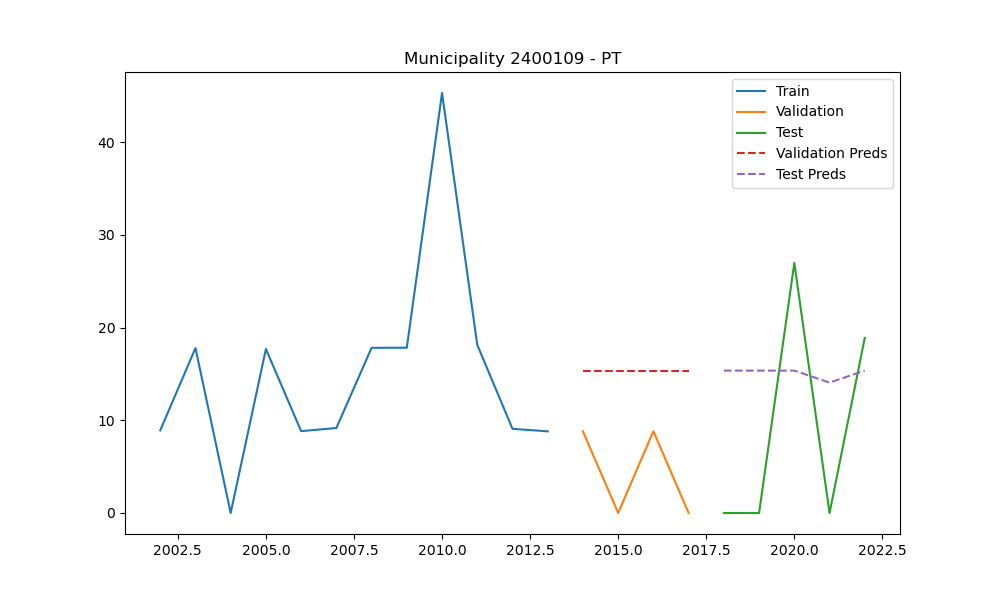 Municipality 2400109 - PT
Train
Validation
Test
Validation Preds
Test Preds
40
30
20
10
0
2002.5 2005.0 2007.5 2010.0 2012.5 2015.0 2017.5 2020.0 2022.5